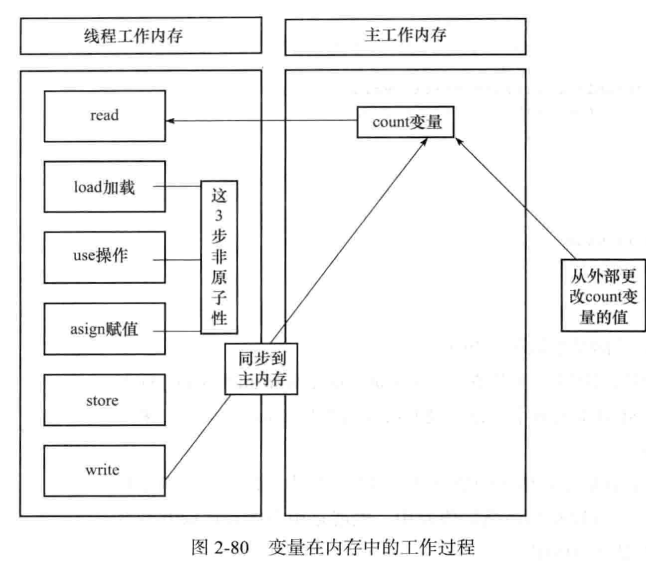 线程工作内存
主工作内存
read
count变量
load加载
这
3
步
非
原
子
性
use操作
从外部更
改count变
量的值
asign赋值
同步到
主内存
store
write
图 2-80 变量在内存中的工作过程